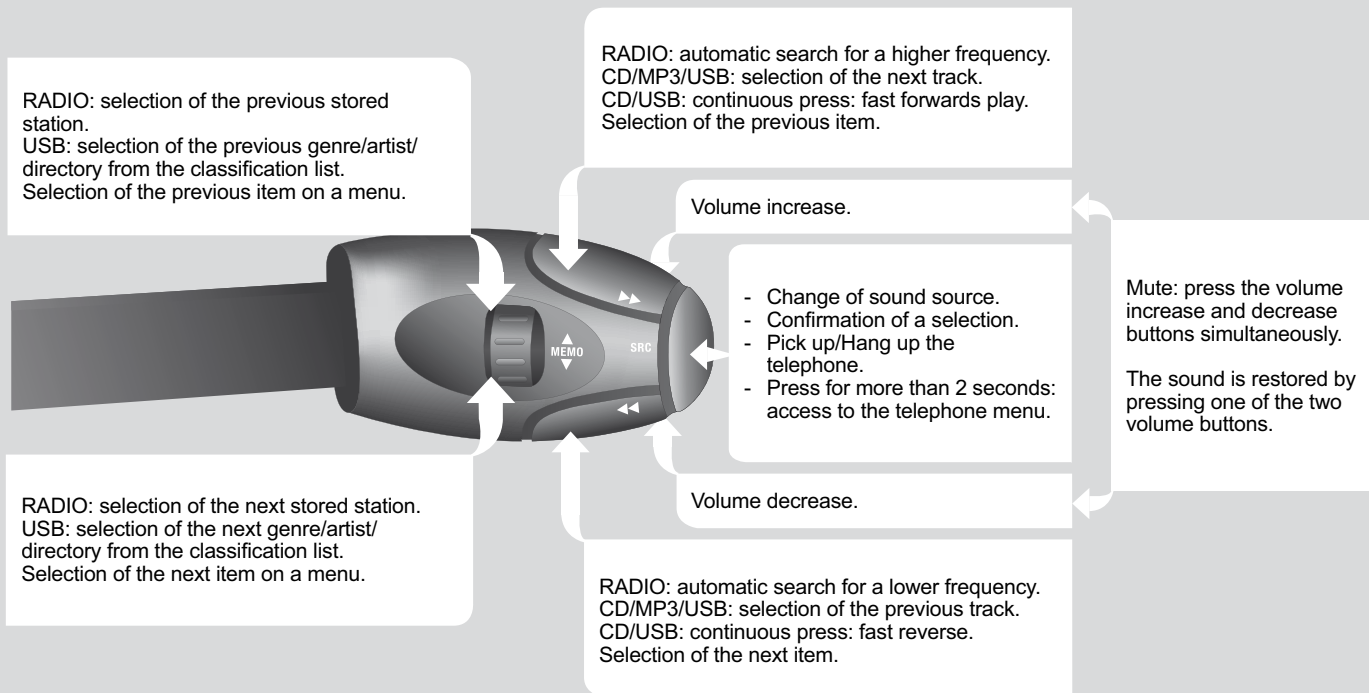 RADIO: selection of the previous stored
station.
USB: selection of the previous genre/artist/
directory from the classification list.
Selection of the previous item on a menu.
RADIO: automatic search for a higher frequency.
CD/MP3/USB: selection of the next track.
CD/USB: continuous press: fast forwards play.
Selection of the previous item.
Volume increase.
- Change of sound source.
- Confirmation of a selection.
- Pick up/Hang up the
telephone.
- Press for more than 2 seconds:
access to the telephone menu.
Mute: press the volume
increase and decrease
buttons simultaneously.
The sound is restored by
pressing one of the two
volume buttons.
MEMO
SRC
RADIO: selection of the next stored station.
USB: selection of the next genre/artist/
directory from the classification list.
Selection of the next item on a menu.
Volume decrease.
RADIO: automatic search for a lower frequency.
CD/MP3/USB: selection of the previous track.
CD/USB: continuous press: fast reverse.
Selection of the next item.